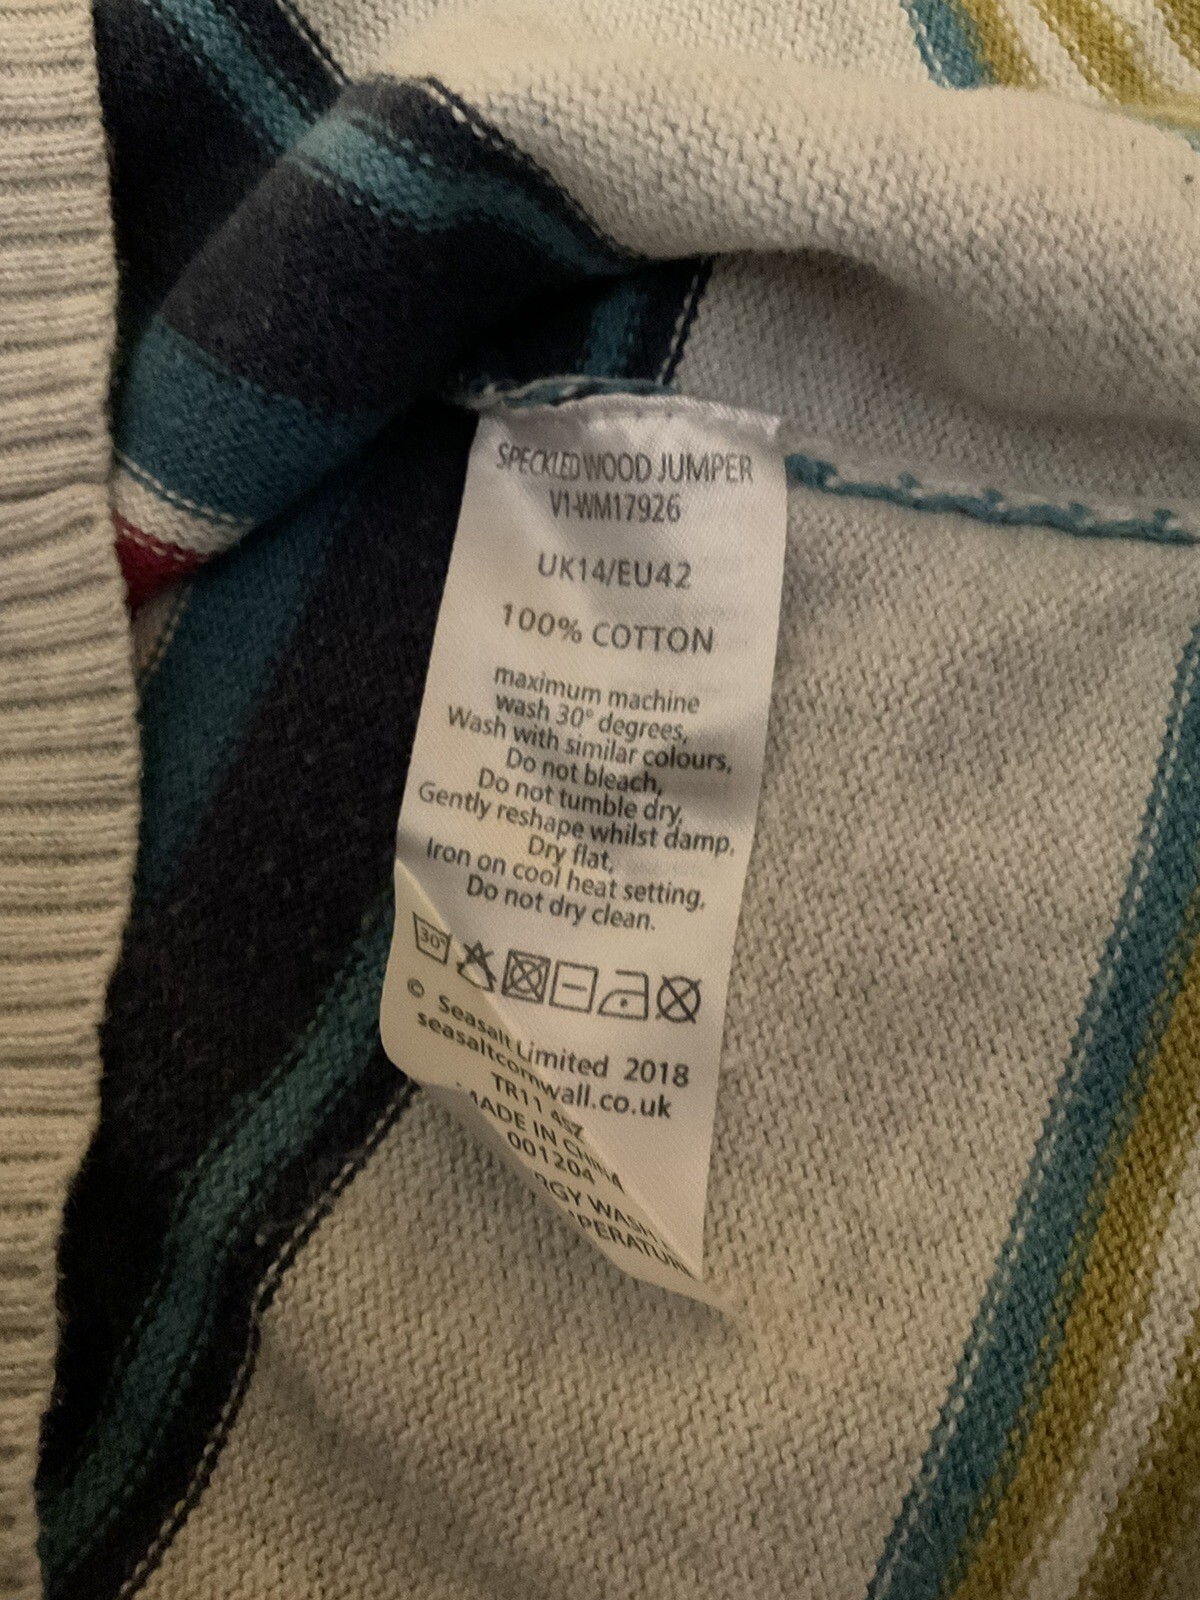 SPECKLED WOOD JUMPER
V1-WM17926
UK14/EU42
100% COTTON
maximum machine
wash 30° degrees,
Wash with similar colours,
Do not bleach,
Do not tumble dry,
Gently reshape whilst damp,
Dry flat,
Iron on cool heat setting,
Do not dry clean.
30°
© Seasalt Limited 2018
seasaltcornwall.co.uk
TR11
MADE IN CHINA
001204
WASH